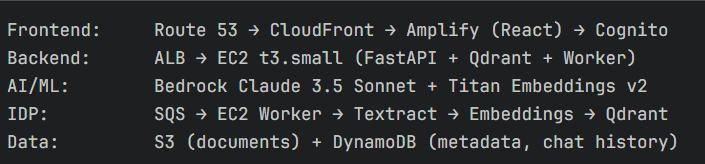 Frontend: Route 53 → CloudFront → Amplify (React) → Cognito
Backend: ALB → EC2 t3.small (FastAPI + Qdrant + Worker)
AI/ML: Bedrock Claude 3.5 Sonnet + Titan Embeddings v2
IDP: SQS → EC2 Worker → Textract → Embeddings → Qdrant
Data: S3 (documents) + DynamoDB (metadata, chat history)